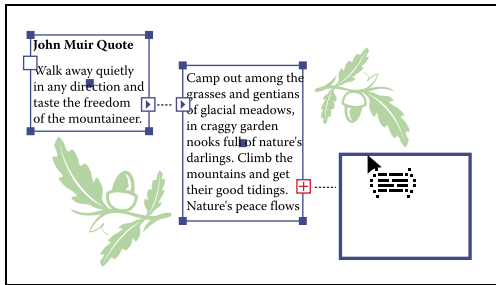 John Muir Quote
Walk away quietly
in any direction and
taste the freedom
of the mountaineer.
Camp out among the
grasses and gentians
of glacial meadows,
in craggy garden
nooks full of nature's
darlings. Climb the
mountains and get
their good tidings.
Nature's peace flows